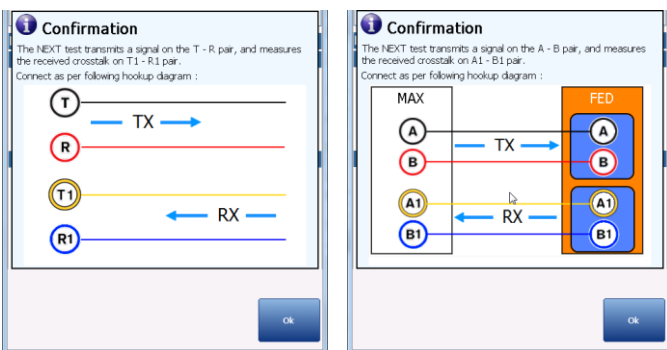 Confirmation
The NEXT test transmits a signal on the T - R pair, and measures
the received crosstalk on T1 - R1 pair.
Connect as per following hookup diagram :
T
TX
R
T1
RX
R1
Ok
Confirmation
The NEXT test transmits a signal on the A - B pair, and measures
the received crosstalk on A1 - B1 pair.
Connect as per following hookup diagram :
MAX FED
A A
TX
B B
A1 A1
RX
B1 B1
Ok